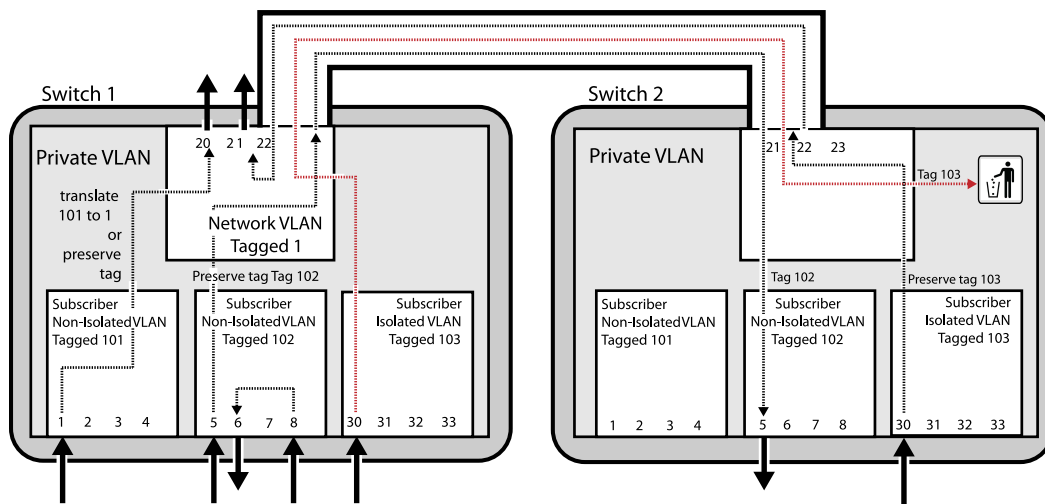 Switch 1
Private VLAN
20
21
22
translate
101 to 1
or
preserve
tag
Network VLAN
Tagged 1
Preserve tag Tag 102
Subscriber
Non-IsolatedVLAN
Tagged 101
1 2 3 4
Subscriber
Non-IsolatedVLAN
Tagged 102
5 6 7 8
Subscriber
Isolated VLAN
Tagged 103
30 31 32 33
Switch 2
Private VLAN
21 22 23
Tag 103
Tag 102
Preserve tag 103
Subscriber
Non-IsolatedVLAN
Tagged 101
1 2 3 4
Subscriber
Non-IsolatedVLAN
Tagged 102
5 6 7 8
Subscriber
Isolated VLAN
Tagged 103
30 31 32 33